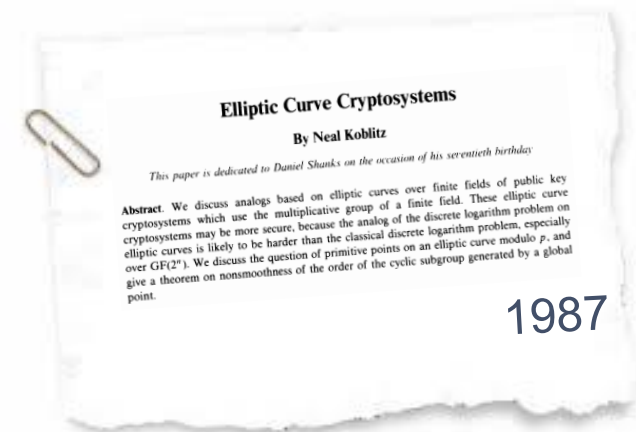 Elliptic Curve Cryptosystems
By Neal Koblitz
This paper is dedicated to Daniel Shanks on the occasion of his seventieth birthday
Abstract. We discuss analogs based on elliptic curves over finite fields of public key
cryptosystems which use the multiplicative group of a finite field. These elliptic curve
cryptosystems may be more secure, because the analog of the discrete logarithm problem on
elliptic curves is likely to be harder than the classical discrete logarithm problem, especially
over GF(2ⁿ). We discuss the question of primitive points on an elliptic curve modulo p, and
give a theorem on nonsmoothness of the order of the cyclic subgroup generated by a global
point.
1987